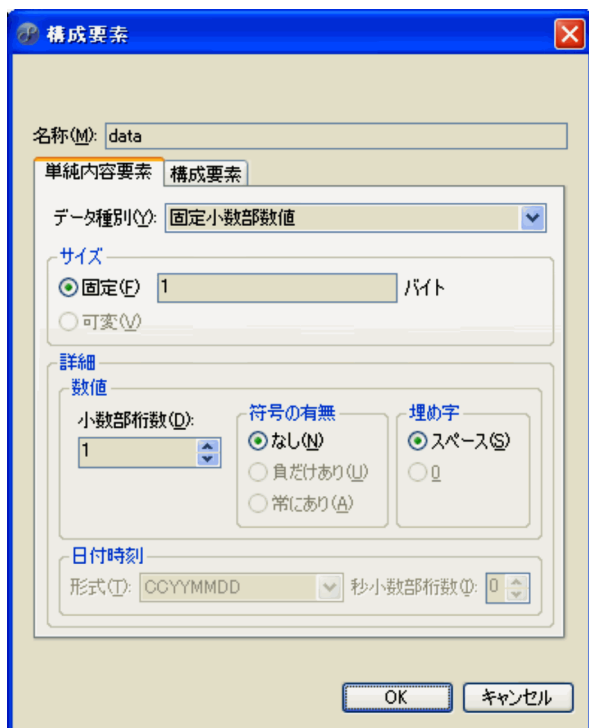 構成要素
名称(M): data
単純内容要素 構成要素
データ種別(Y): 固定小数部数値
サイズ
固定(F) 1 バイト
可変(V)
詳細
数値
小数部桁数(D):
1
符号の有無
なし(N)
負だけあり(U)
常にあり(A)
埋め字
スペース(S)
0
日付時刻
形式(T): CCYYMMDD 秒小数部桁数(I): 0
OK キャンセル